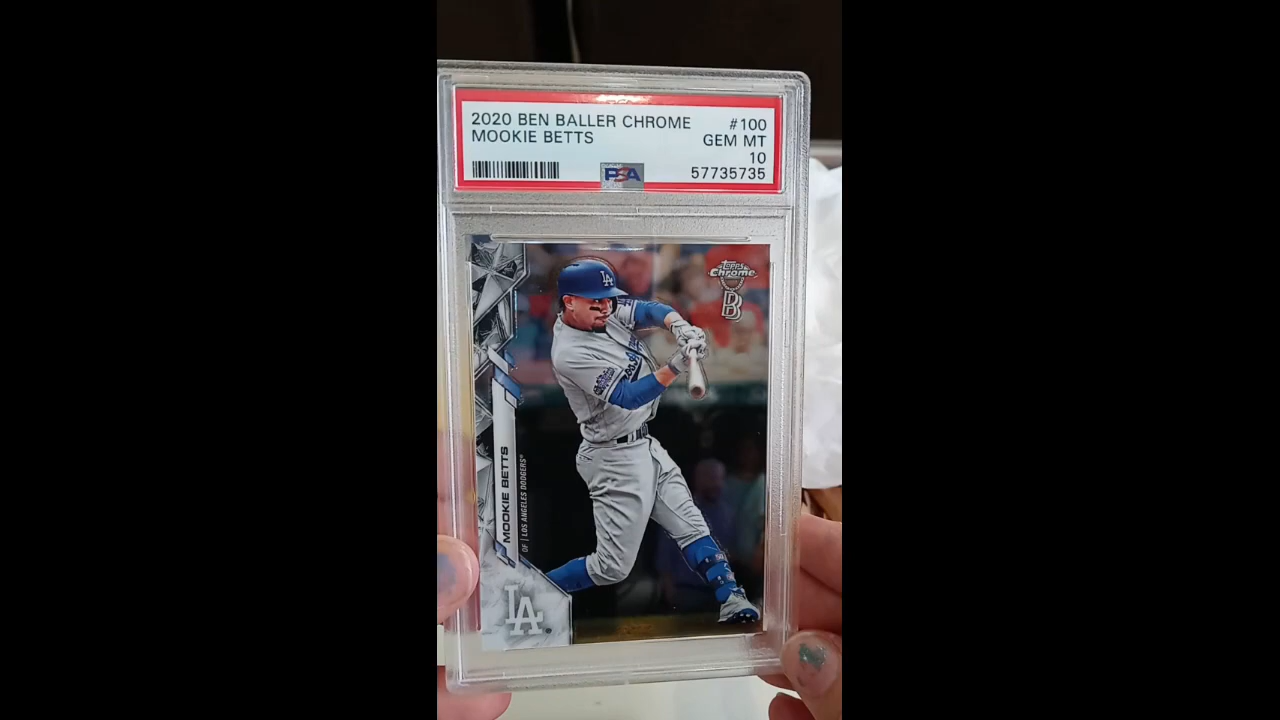 2020 BEN BALLER CHROME #100
MOOKIE BETTS GEM MT
10
PSA 57735735
Topps
Chrome
B
LA
MOOKIE BETTS
OF | LOS ANGELES DODGERS®
LA